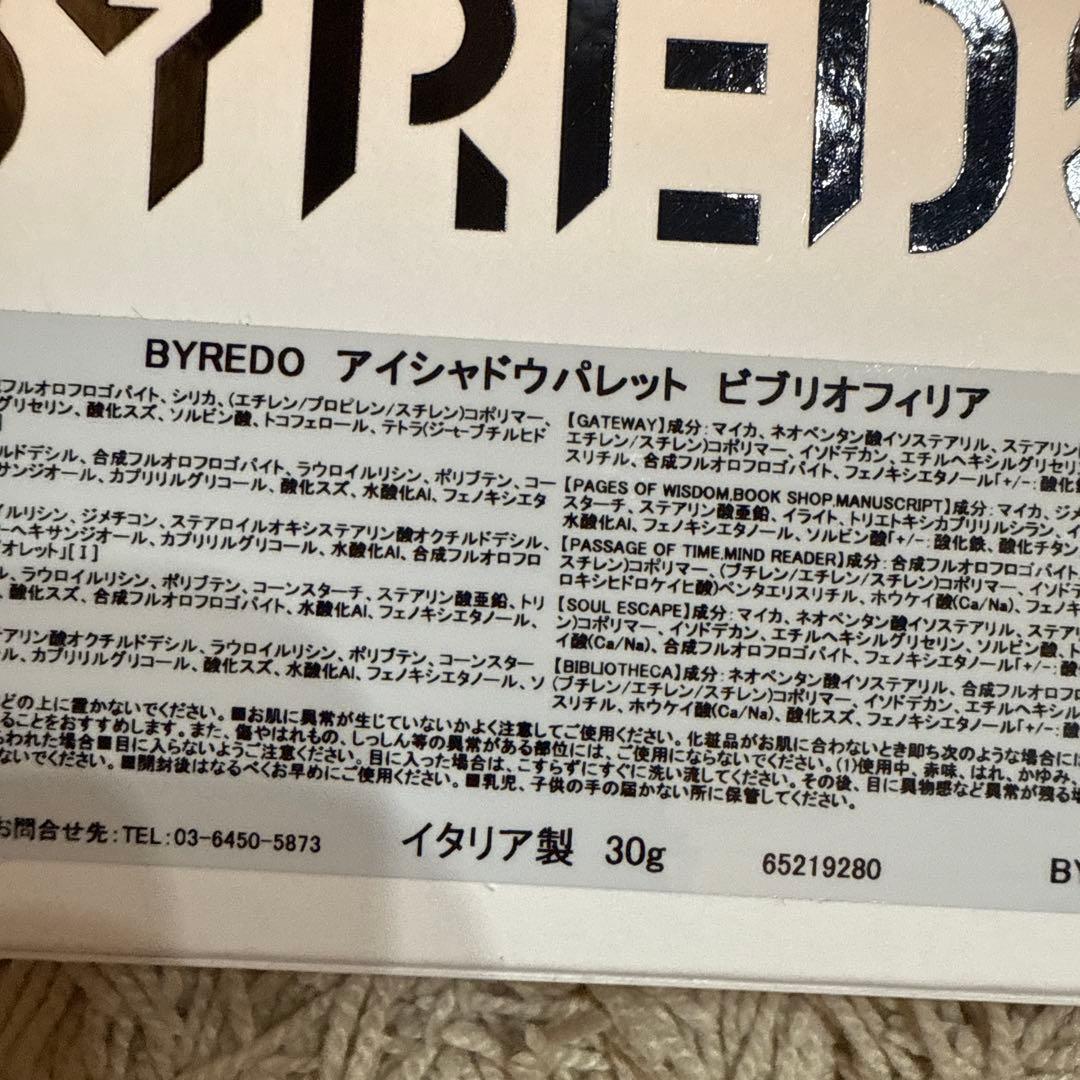 BYREDO
BYREDO アイシャドウパレット ビブリオフィリア
フルオロフロゴパイト、シリカ、(エチレン/プロピレン/スチレン)コポリマー、
グリセリン、酸化スズ、ソルビン酸、トコフェロール、テトラ(ジ-t-ブチルヒド
]
ルドデシル、合成フルオロフロゴパイト、ラウロイルリシン、ポリブテン、コー
サンジオール、カプリリルグリコール、酸化スズ、水酸化Al、フェノキシエタ
イルリシン、ジメチコン、ステアロイルオキシステアリン酸オクチルドデシル、
ーヘキサンジオール、カプリリルグリコール、水酸化Al、合成フルオロフロ
オレット」[I]
ル、ラウロイルリシン、ポリブテン、コーンスターチ、ステアリン酸亜鉛、トリ
、酸化スズ、合成フルオロフロゴパイト、水酸化Al、フェノキシエタノール、
アリン酸オクチルドデシル、ラウロイルリシン、ポリブテン、コーンスター
ール、カプリリルグリコール、酸化スズ、水酸化Al、フェノキシエタノール、ソ
【GATEWAY】成分:マイカ、ネオペンタン酸イソステアリル、ステアリン
エチレン/スチレン)コポリマー、イソドデカン、エチルヘキシルグリセリ
スリチル、合成フルオロフロゴパイト、フェノキシエタノール「+/-:酸化鉄
【PAGES OF WISDOM,BOOK SHOP,MANUSCRIPT】成分:マイカ、ジメ
スターチ、ステアリン酸亜鉛、イライト、トリエトキシカプリリルシラン、イ
水酸化Al、フェノキシエタノール、ソルビン酸「+/-:酸化鉄、酸化チタン
【PASSAGE OF TIME,MIND READER】成分:合成フルオロフロゴパイト、
スチレン)コポリマー、(ブチレン/エチレン/スチレン)コポリマー、イソドデ
ロキシヒドロケイヒ酸)ペンタエリスリチル、ホウケイ酸(Ca/Na)、フェノキ
【SOUL ESCAPE】成分:マイカ、ネオペンタン酸イソステアリル、ステアリ
ン)コポリマー、イソドデカン、エチルヘキシルグリセリン、ソルビン酸、ト
イ酸(Ca/Na)、合成フルオロフロゴパイト、フェノキシエタノール「+/-:酸
【BIBLIOTHECA】成分:ネオペンタン酸イソステアリル、合成フルオロフロ
(ブチレン/エチレン/スチレン)コポリマー、イソドデカン、エチルヘキシル
スリチル、ホウケイ酸(Ca/Na)、酸化スズ、フェノキシエタノール「+/-:酸
どの上に置かないでください。■お肌に異常が生じていないかよく注意してご使用ください。化粧品がお肌に合わないとき即ち次のような場合には
ることをおすすめします。また、傷やはれもの、しっしん等の異常がある部位には、ご使用にならないでください。(1)使用中、赤味、はれ、かゆみ、
らわれた場合■目に入らないようご注意ください。目に入った場合は、こすらずにすぐに洗い流してください。その後、目に異物感など異常が残る場
ないでください。■開封後はなるべくお早めにご使用ください。■乳児、子供の手の届かない所に保管してください。
お問合せ先:TEL:03-6450-5873 イタリア製 30g 65219280 BY